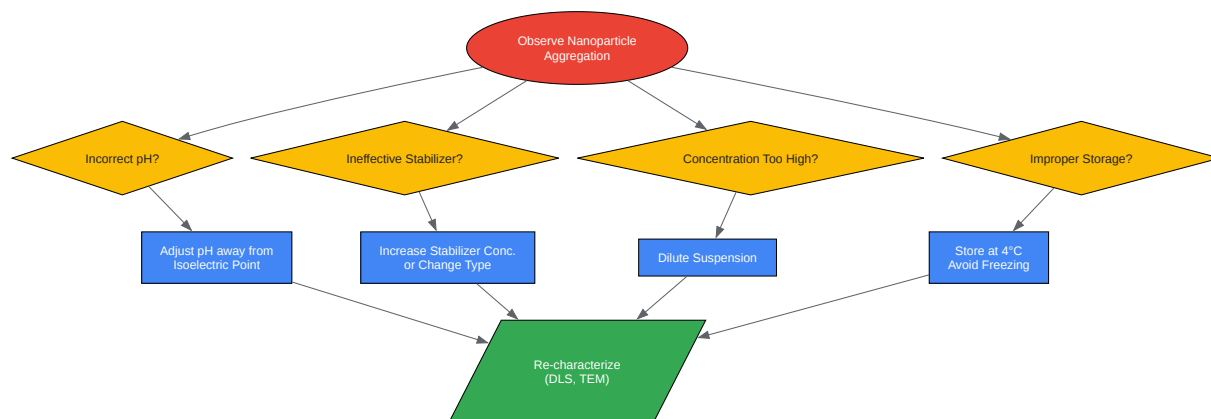 Observe Nanoparticle
Aggregation
Incorrect pH?
Ineffective Stabilizer?
Concentration Too High?
Improper Storage?
Adjust pH away from
Isoelectric Point
Increase Stabilizer Conc.
or Change Type
Dilute Suspension
Store at 4°C
Avoid Freezing
Re-characterize
(DLS, TEM)